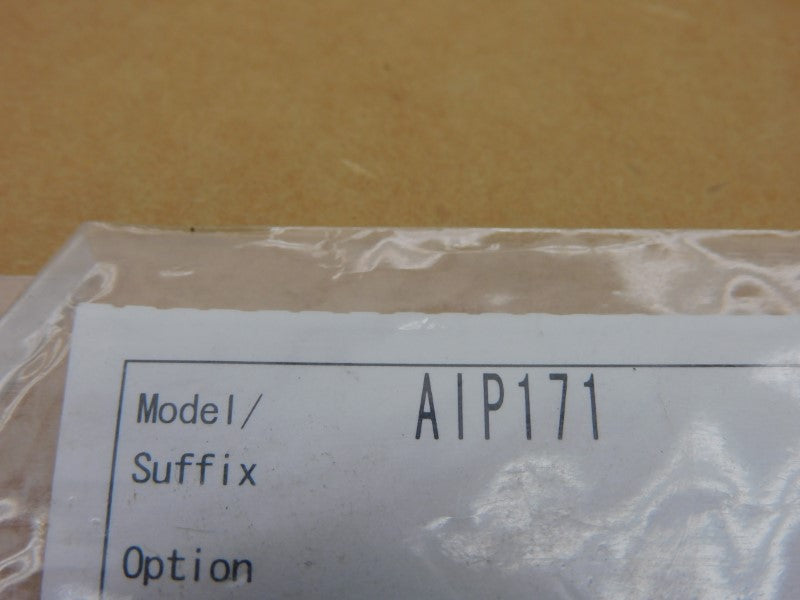 Model/ AIP171
Suffix
Option